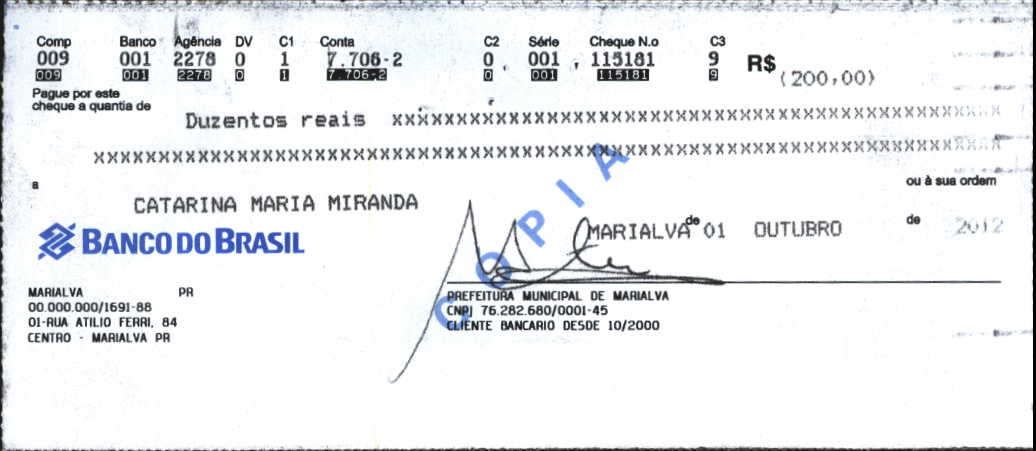 Comp Banco Agência DV C1 Conta C2 Série Cheque N.o C3
009 001 2278 0 1 7.706-2 0 001 115181 9 R$ (200,00)
009 001 2278 0 1 7.706-2 0 001 115181 9
Pague por este
cheque a quantia de
Duzentos reais xxxxxxxxxxxxxxxxxxxxxxxxxxxxxxxxxxxxxxxxxxxxxxxxxxx
xxxxxxxxxxxxxxxxxxxxxxxxxxxxxxxxxxxxxxxxxxxxxxxxxxxxxxxxxxxxxxxxxxxxxxxxx
a ou à sua ordem
CATARINA MARIA MIRANDA
MARIALVA de 01 OUTUBRO de 2012
BANCO DO BRASIL
COPIA
MARIALVA PR
00.000.000/1691-88
01-RUA ATILIO FERRI, 84
CENTRO - MARIALVA PR
PREFEITURA MUNICIPAL DE MARIALVA
CNPJ 76.282.680/0001-45
CLIENTE BANCARIO DESDE 10/2000